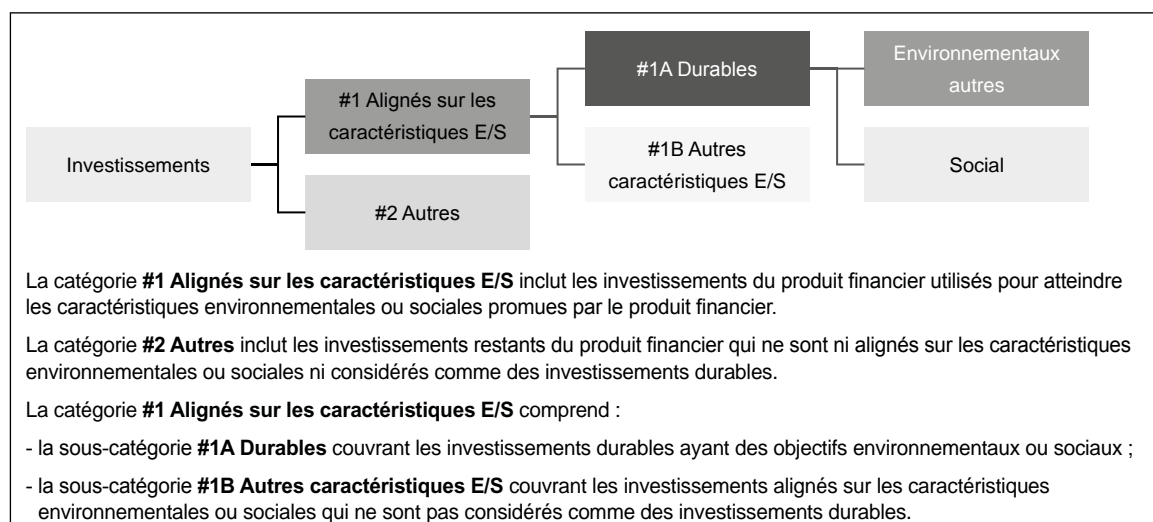 Investissements
#1 Alignés sur les
caractéristiques E/S
#2 Autres
#1A Durables
#1B Autres
caractéristiques E/S
Environnementaux
autres
Social
La catégorie #1 Alignés sur les caractéristiques E/S inclut les investissements du produit financier utilisés pour atteindre
les caractéristiques environnementales ou sociales promues par le produit financier.
La catégorie #2 Autres inclut les investissements restants du produit financier qui ne sont ni alignés sur les caractéristiques
environnementales ou sociales ni considérés comme des investissements durables.
La catégorie #1 Alignés sur les caractéristiques E/S comprend :
- la sous-catégorie #1A Durables couvrant les investissements durables ayant des objectifs environnementaux ou sociaux ;
- la sous-catégorie #1B Autres caractéristiques E/S couvrant les investissements alignés sur les caractéristiques
environnementales ou sociales qui ne sont pas considérés comme des investissements durables.